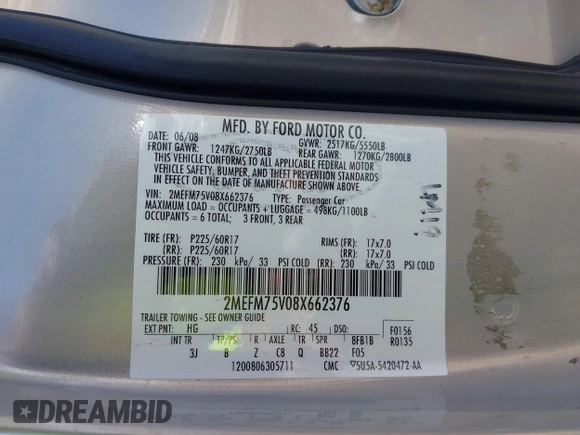 MFD. BY FORD MOTOR CO.
DATE: 06/08 GVWR: 2517KG/5550LB
FRONT GAWR: 1247KG/2750LB REAR GAWR: 1270KG/2800LB
THIS VEHICLE CONFORMS TO ALL APPLICABLE FEDERAL MOTOR
VEHICLE SAFETY, BUMPER, AND THEFT PREVENTION STANDARDS
IN EFFECT ON THE DATE OF MANUFACTURE SHOWN ABOVE.
VIN: 2MEFM75V08X662376 TYPE: Passenger Car
MAXIMUM LOAD = OCCUPANTS + LUGGAGE = 498KG/1100LB
OCCUPANTS = 6 TOTAL: 3 FRONT, 3 REAR
TIRE (FR): P225/60R17 RIMS (FR): 17x7.0
(RR): P225/60R17 (RR): 17x7.0
PRESSURE (FR): 230 kPa/ 33 PSI COLD (RR): 230 kPa/ 33 PSI COLD
2MEFM75V08X662376
TRAILER TOWING - SEE OWNER GUIDE
EXT PNT: HG RC: 45 DSO: F0156
INT TR TP/PS R AXLE TR SPR 8FB1B R0135
3J B Z C8 Q BB22 F05
1200806305711 CMC 5U5A-5420472-AA
DREAMBID